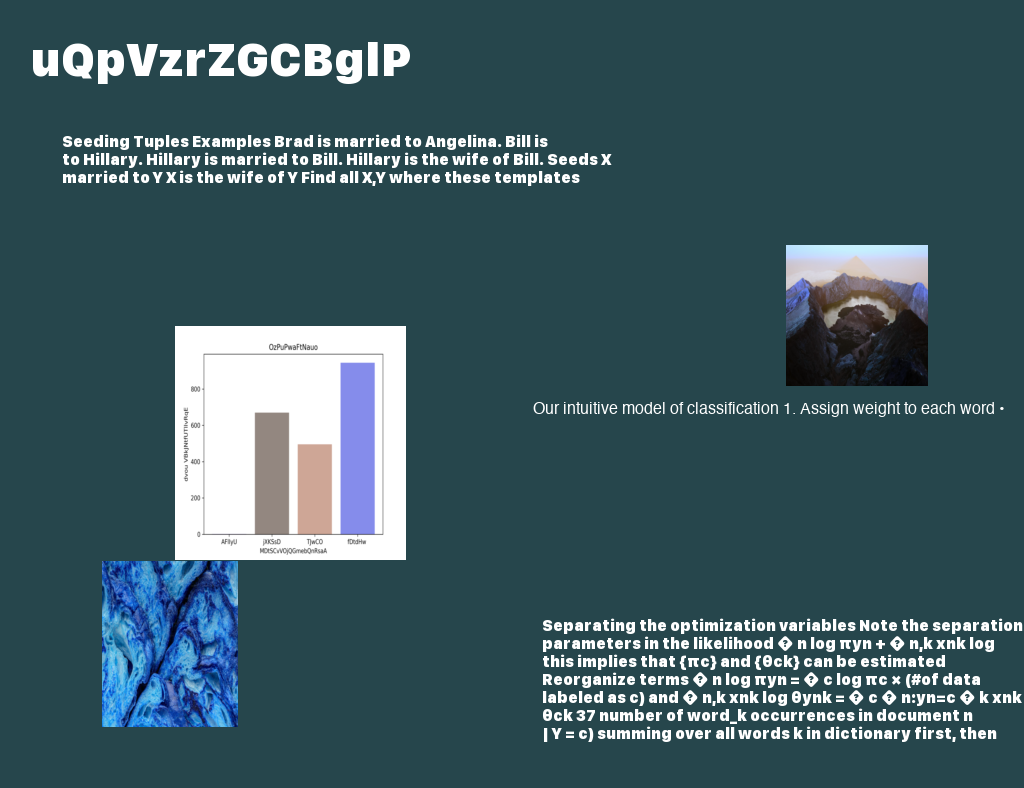 uQpVzrZGCBglP
Seeding Tuples Examples Brad is married to Angelina. Bill is
to Hillary. Hillary is married to Bill. Hillary is the wife of Bill. Seeds X
married to Y X is the wife of Y Find all X,Y where these templates
OzPuPwaFtNauo
800
600
400
200
0
AFllyU jXKSsD TJwCO fDtdHw
MDtSCvVOjQGmebQnRsaA
Our intuitive model of classification 1. Assign weight to each word •
Separating the optimization variables Note the separation
parameters in the likelihood � n log πyn + � n,k xnk log
this implies that {πc} and {θck} can be estimated
Reorganize terms � n log πyn = � c log πc × (#of data
labeled as c) and � n,k xnk log θynk = � c � n:yn=c � k xnk
θck 37 number of word_k occurrences in document n
| Y = c) summing over all words k in dictionary first, then